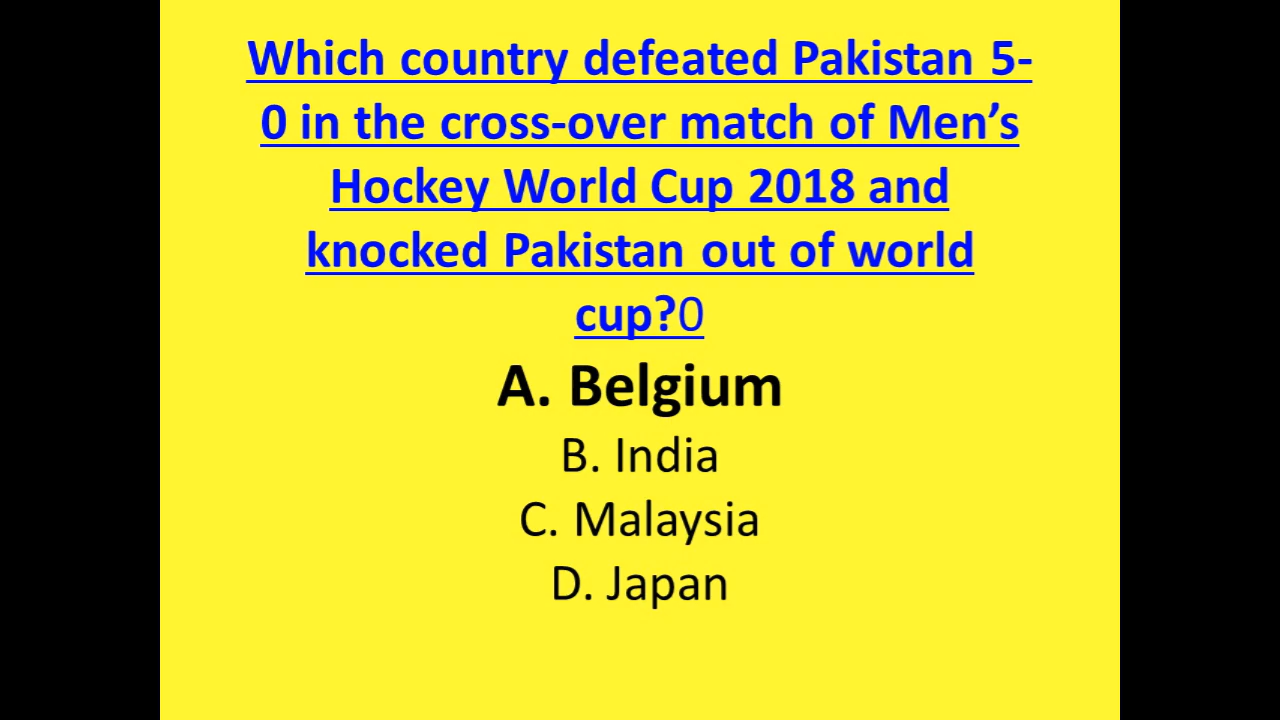 Which country defeated Pakistan 5-
0 in the cross-over match of Men’s
Hockey World Cup 2018 and
knocked Pakistan out of world
cup?0
A. Belgium
B. India
C. Malaysia
D. Japan